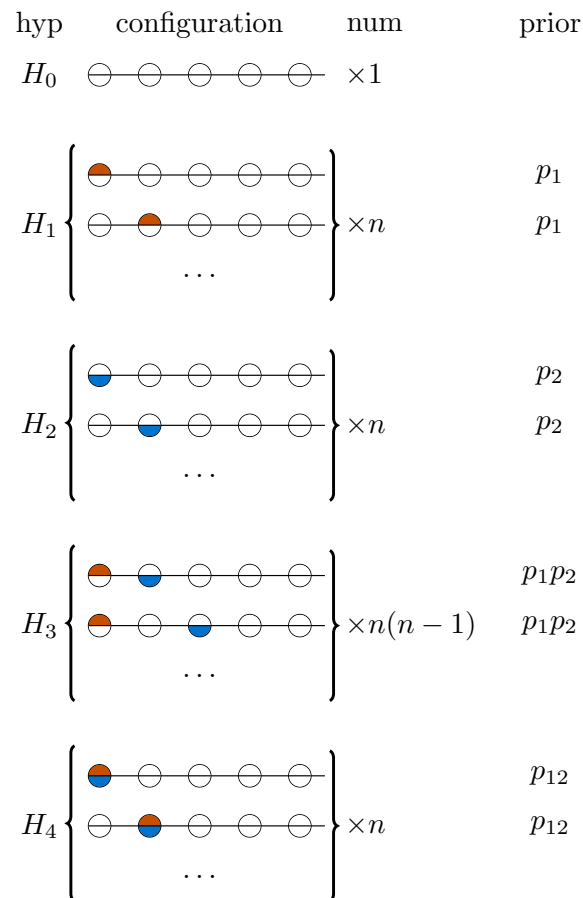 hyp configuration num prior
H₀ ×1
p₁
H₁ ×n p₁
...
p₂
H₂ ×n p₂
...
p₁p₂
H₃ ×n(n − 1) p₁p₂
...
p₁₂
H₄ ×n p₁₂
...